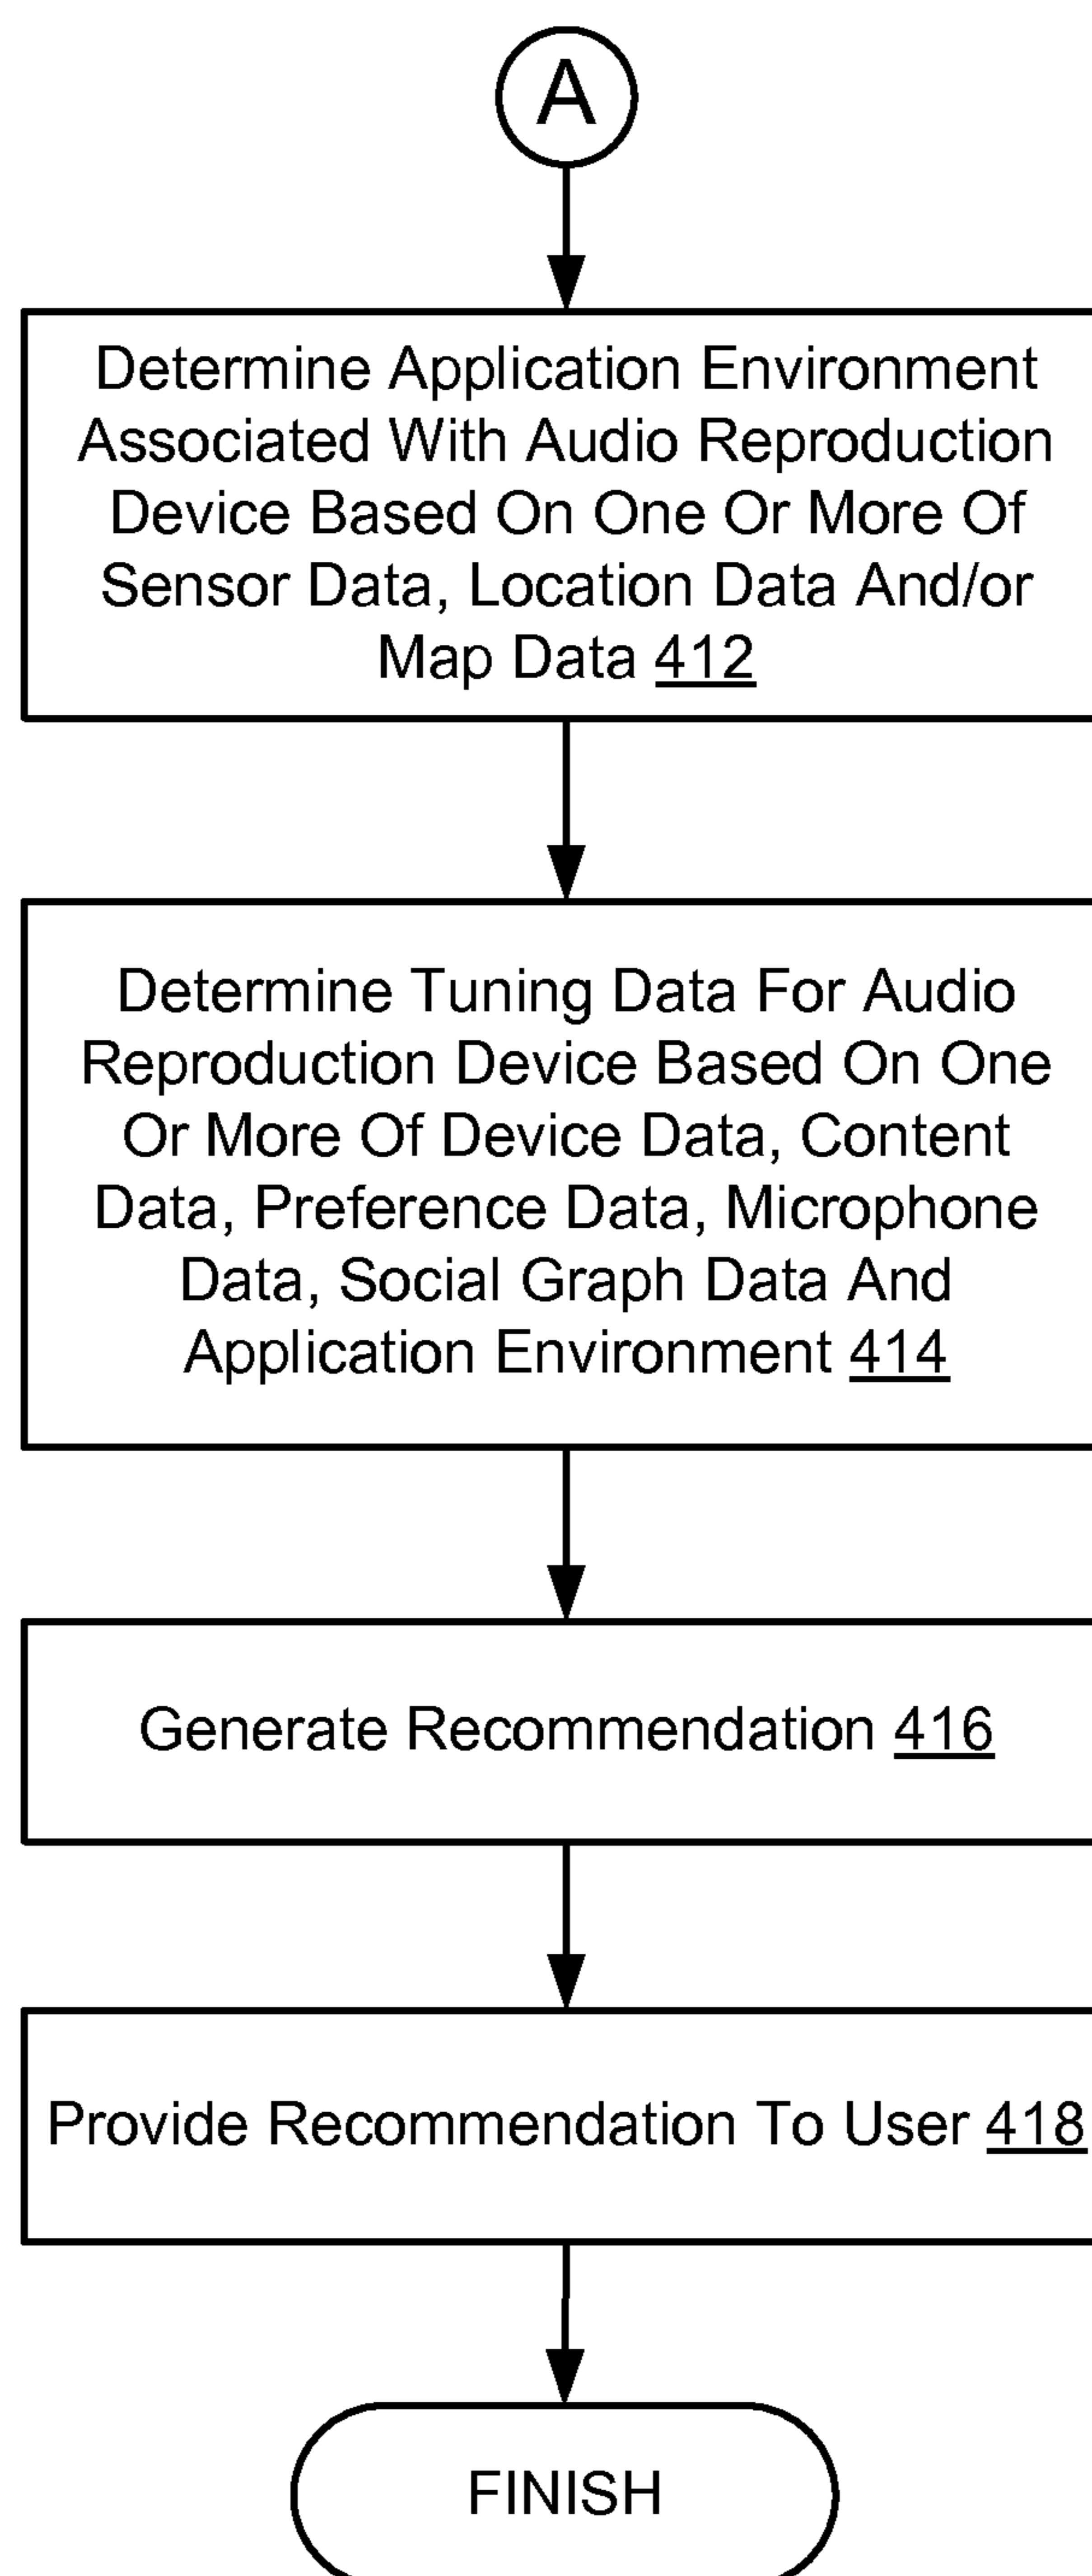 A
Determine Application Environment
Associated With Audio Reproduction
Device Based On One Or More Of
Sensor Data, Location Data And/or
Map Data 412
Determine Tuning Data For Audio
Reproduction Device Based On One
Or More Of Device Data, Content
Data, Preference Data, Microphone
Data, Social Graph Data And
Application Environment 414
Generate Recommendation 416
Provide Recommendation To User 418
FINISH